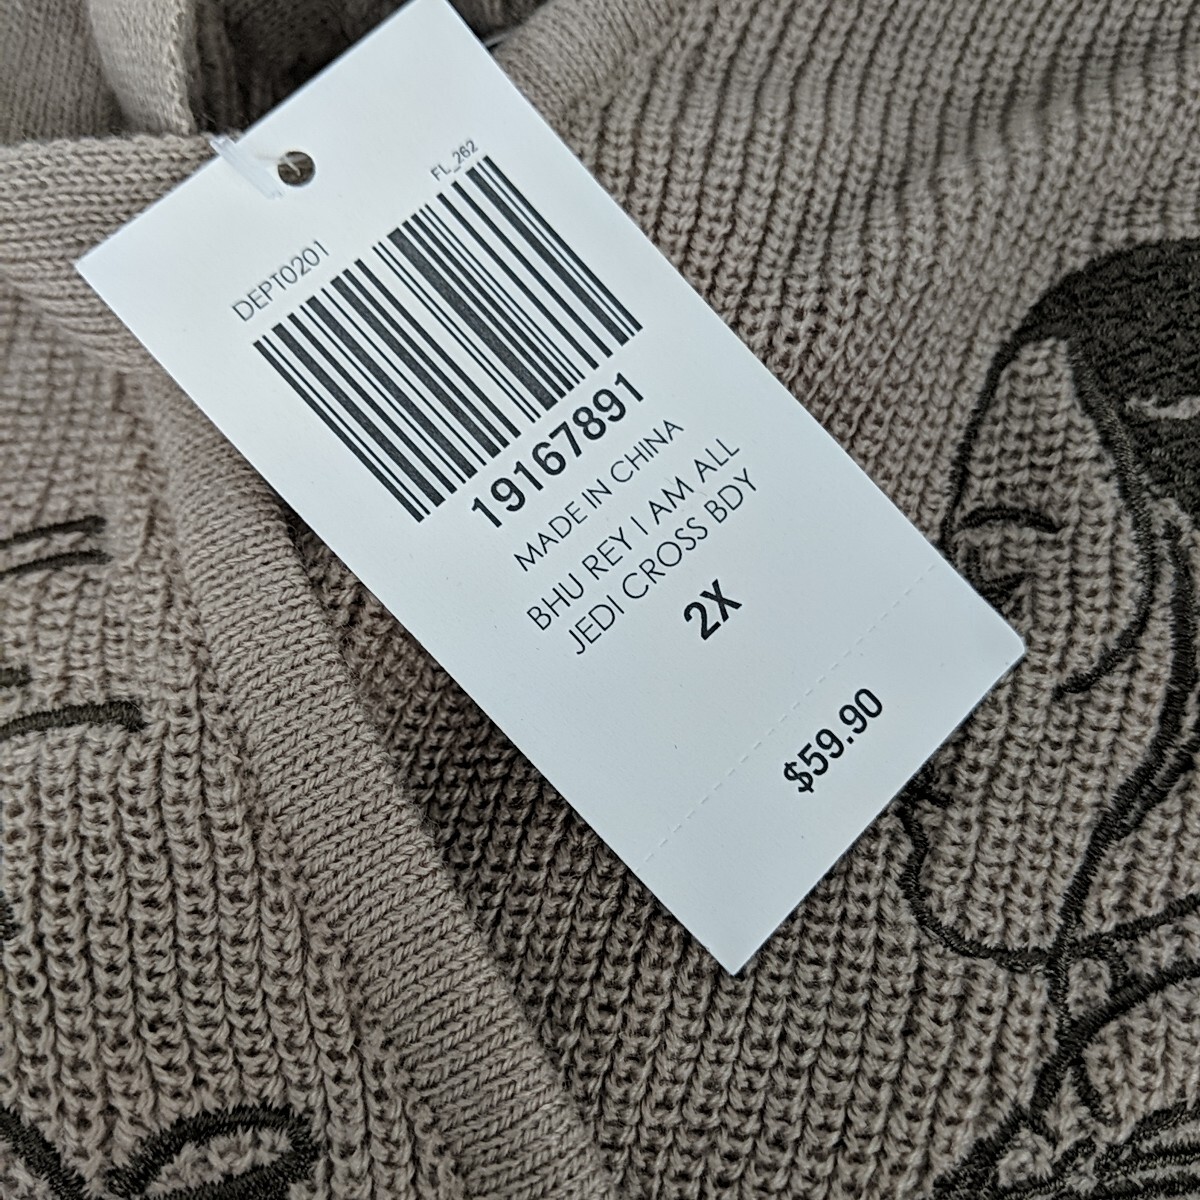 FL_262
DEPT0201
19167891
MADE IN CHINA
BHU REY I AM ALL
JEDI CROSS BDY
2X
$59.90